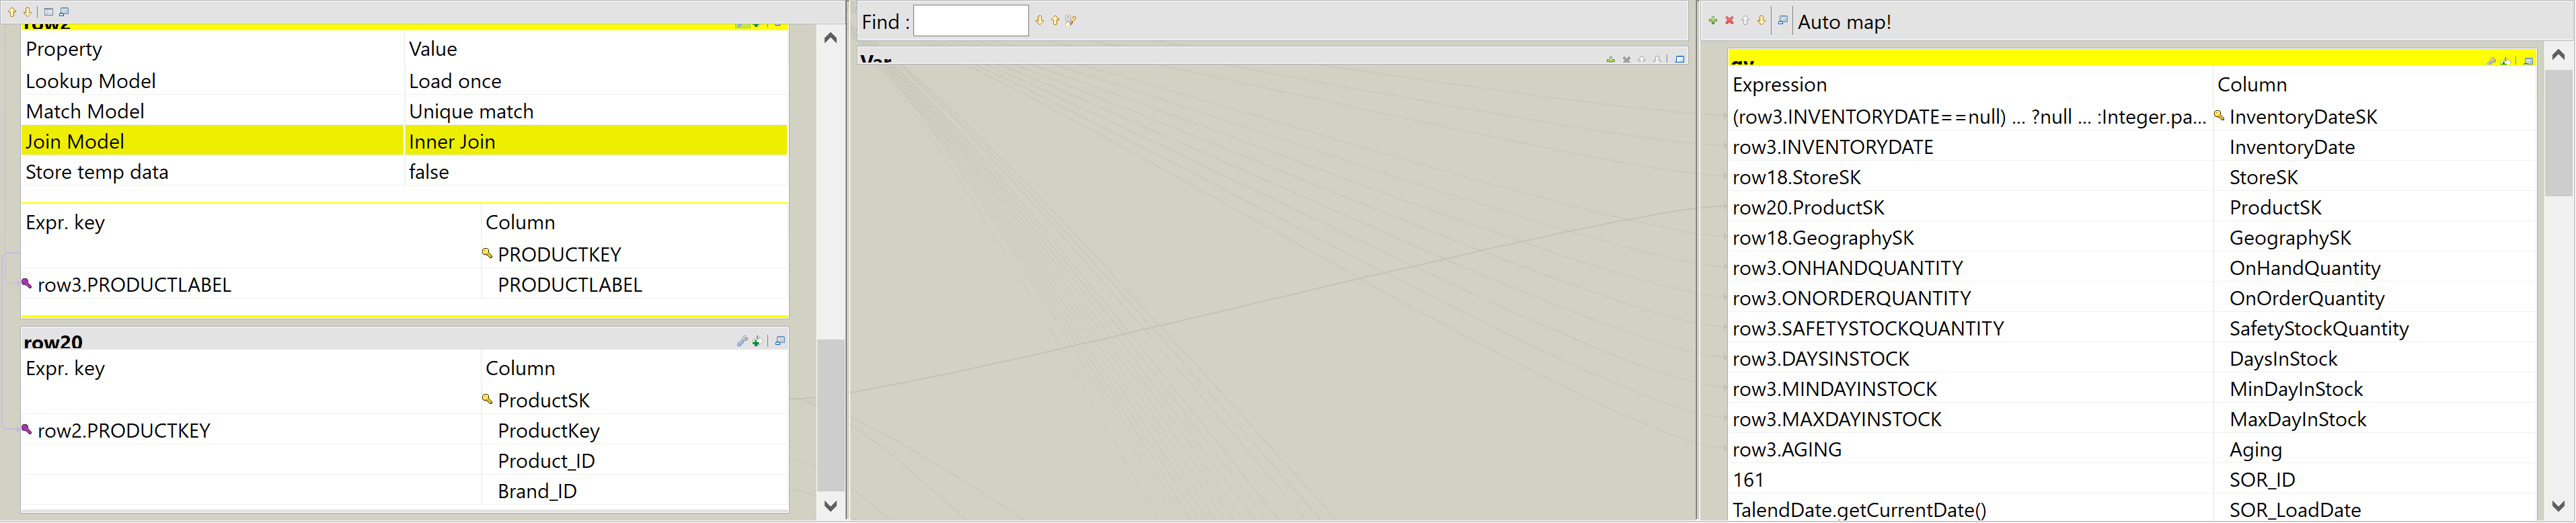 row2
Property Value
Lookup Model Load once
Match Model Unique match
Join Model Inner Join
Store temp data false
Expr. key Column
PRODUCTKEY
row3.PRODUCTLABEL PRODUCTLABEL
row20
Expr. key Column
ProductSK
row2.PRODUCTKEY ProductKey
Product_ID
Brand_ID
Find :
Var
Auto map!
Expression Column
(row3.INVENTORYDATE==null) ... ?null ... :Integer.pa... InventoryDateSK
row3.INVENTORYDATE InventoryDate
row18.StoreSK StoreSK
row20.ProductSK ProductSK
row18.GeographySK GeographySK
row3.ONHANDQUANTITY OnHandQuantity
row3.ONORDERQUANTITY OnOrderQuantity
row3.SAFETYSTOCKQUANTITY SafetyStockQuantity
row3.DAYSINSTOCK DaysInStock
row3.MINDAYINSTOCK MinDayInStock
row3.MAXDAYINSTOCK MaxDayInStock
row3.AGING Aging
161 SOR_ID
TalendDate.getCurrentDate() SOR_LoadDate